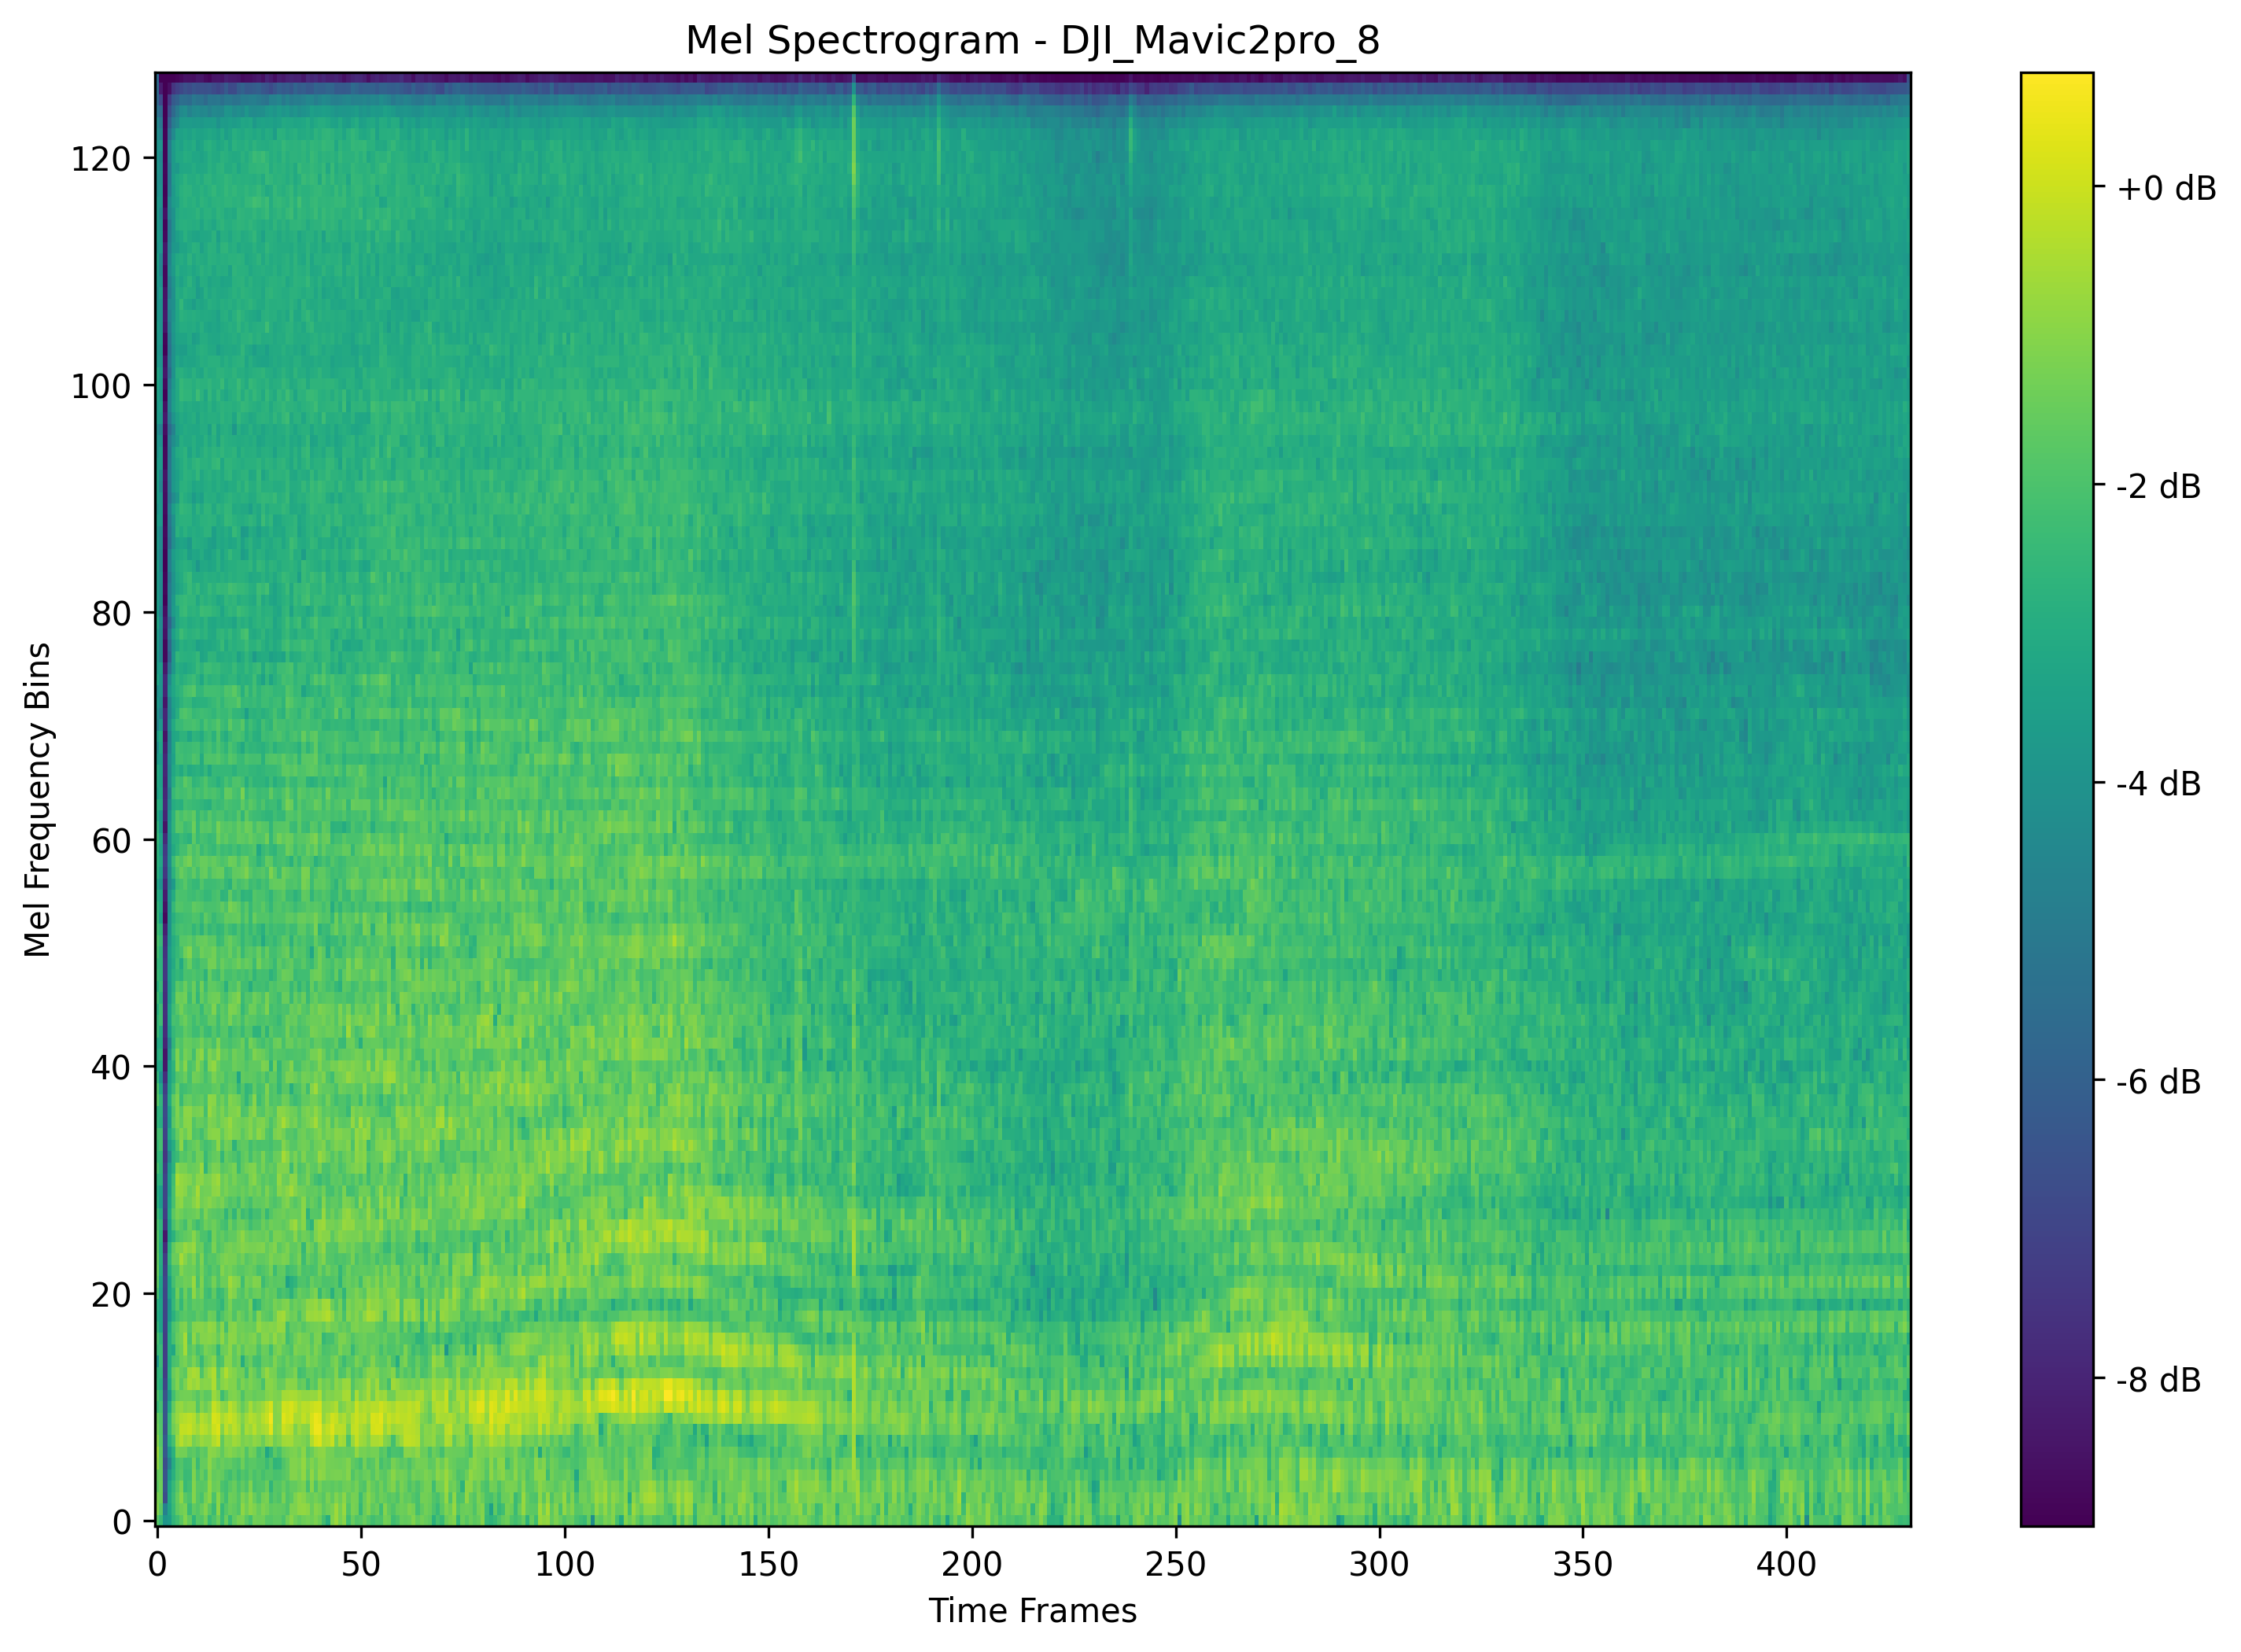 Mel Spectrogram - DJI_Mavic2pro_8
Mel Frequency Bins
120
100
80
60
40
20
0
0 50 100 150 200 250 300 350 400
Time Frames
+0 dB
-2 dB
-4 dB
-6 dB
-8 dB